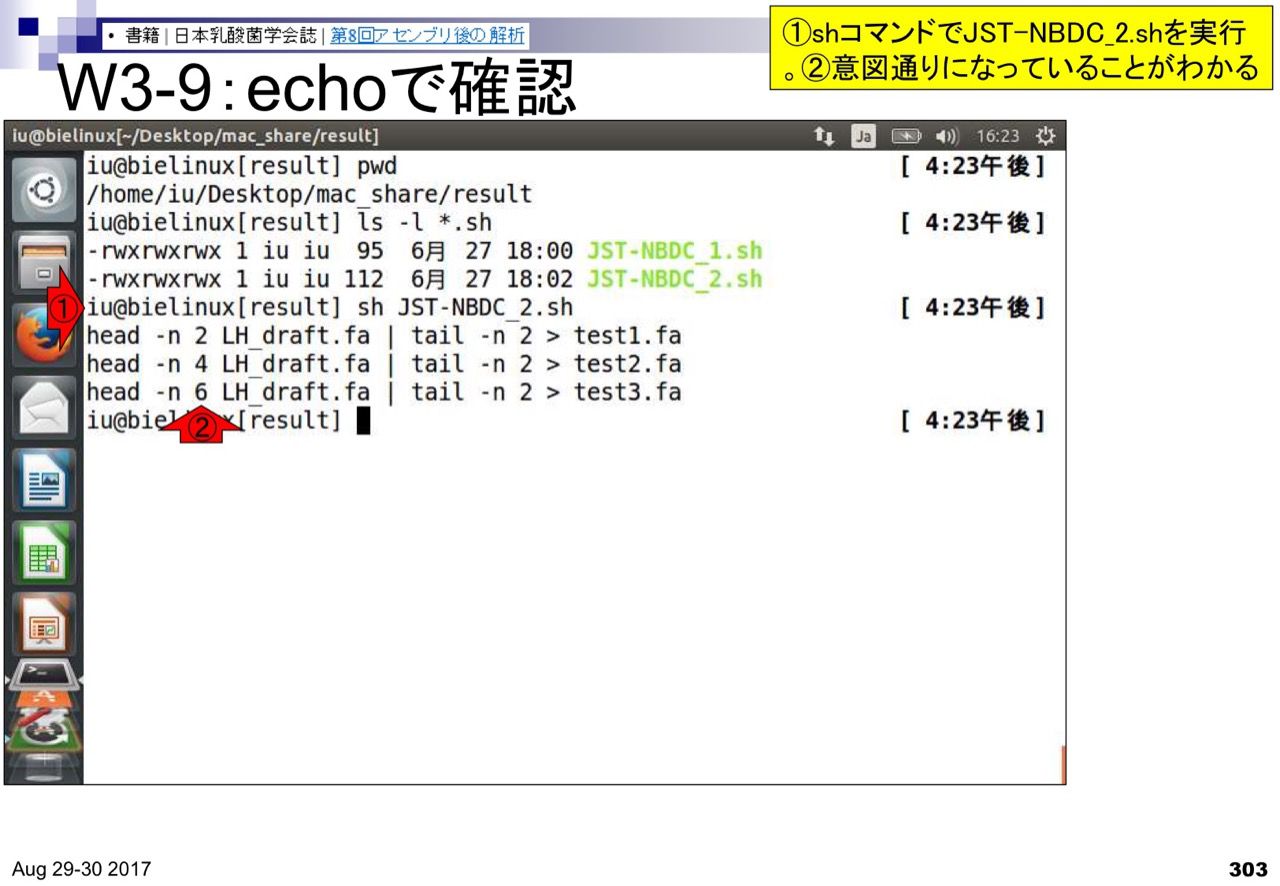 • 書籍 | 日本乳酸菌学会誌 | 第8回アセンブリ後の解析
①shコマンドでJST-NBDC_2.shを実行
。②意図通りになっていることがわかる
W3-9：echoで確認
iu@bielinux[~/Desktop/mac_share/result] Ja 16:23
iu@bielinux[result] pwd [ 4:23午後]
/home/iu/Desktop/mac_share/result
iu@bielinux[result] ls -l *.sh [ 4:23午後]
-rwxrwxrwx 1 iu iu  95  6月  27 18:00 JST-NBDC_1.sh
-rwxrwxrwx 1 iu iu 112  6月  27 18:02 JST-NBDC_2.sh
① iu@bielinux[result] sh JST-NBDC_2.sh [ 4:23午後]
head -n 2 LH_draft.fa | tail -n 2 > test1.fa
head -n 4 LH_draft.fa | tail -n 2 > test2.fa
head -n 6 LH_draft.fa | tail -n 2 > test3.fa
iu@bie ② x[result] [ 4:23午後]
Aug 29-30 2017
303